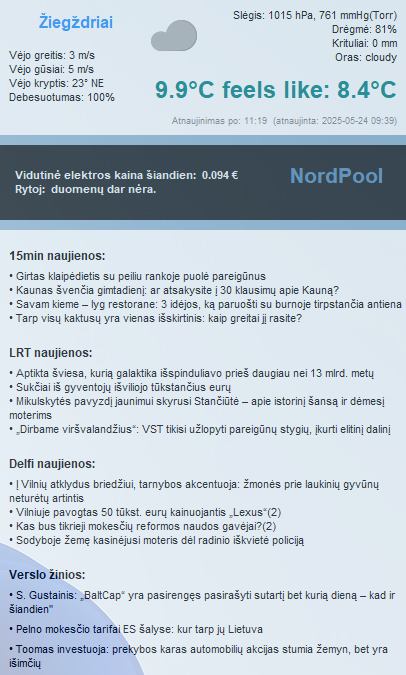 Žiegždriai
Slėgis: 1015 hPa, 761 mmHg(Torr)
Drėgmė: 81%
Krituliai: 0 mm
Oras: cloudy
Vėjo greitis: 3 m/s
Vėjo gūsiai: 5 m/s
Vėjo kryptis: 23° NE
Debesuotumas: 100%
9.9°C feels like: 8.4°C
Atnaujinimas po: 11:19 (atnaujinta: 2025-05-24 09:39)
Vidutinė elektros kaina šiandien: 0.094 €
Rytoj: duomenų dar nėra.
NordPool
15min naujienos:
• Girtas klaipėdietis su peiliu rankoje puolė pareigūnus
• Kaunas švenčia gimtadienį: ar atsakysite į 30 klausimų apie Kauną?
• Savam kieme – lyg restorane: 3 idėjos, ką paruošti su burnoje tirpstančia antiena
• Tarp visų kaktusų yra vienas išskirtinis: kaip greitai jį rasite?
LRT naujienos:
• Aptikta šviesa, kurią galaktika išspinduliavo prieš daugiau nei 13 mlrd. metų
• Sukčiai iš gyventojų išviliojo tūkstančius eurų
• Mikulskytės pavyzdį jaunimui skyrusi Stančiūtė – apie istorinį šansą ir dėmesį
moterims
• „Dirbame viršvalandžius“: VST tikisi užlopyti pareigūnų stygių, įkurti elitinį dalinį
Delfi naujienos:
• Į Vilnių atklydus briedžiui, tarnybos akcentuoja: žmonės prie laukinių gyvūnų
neturėtų artintis
• Vilniuje pavogtas 50 tūkst. eurų kainuojantis „Lexus“(2)
• Kas bus tikrieji mokesčių reformos naudos gavėjai?(2)
• Sodyboje žemę kasinėjusi moteris dėl radinio iškvietė policiją
Verslo žinios:
• S. Gustainis: „BaltCap“ yra pasirengęs pasirašyti sutartį bet kurią dieną – kad ir
šiandien"
• Pelno mokesčio tarifai ES šalyse: kur tarp jų Lietuva
• Toomas investuoja: prekybos karas automobilių akcijas stumia žemyn, bet yra
išimčių